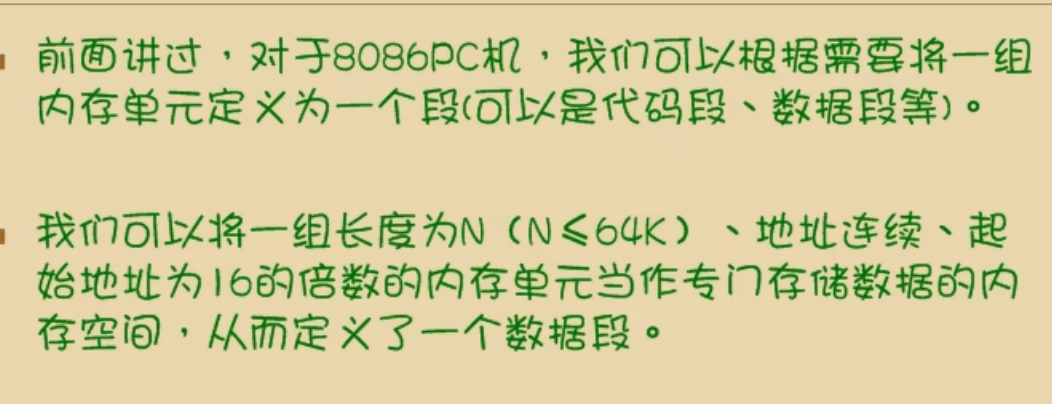 前面讲过，对于8086PC机，我们可以根据需要将一组
内存单元定义为一个段(可以是代码段、数据段等)。
我们可以将一组长度为N（N≤64K）、地址连续、起
始地址为16的倍数的内存单元当作专门存储数据的内
存空间，从而定义了一个数据段。